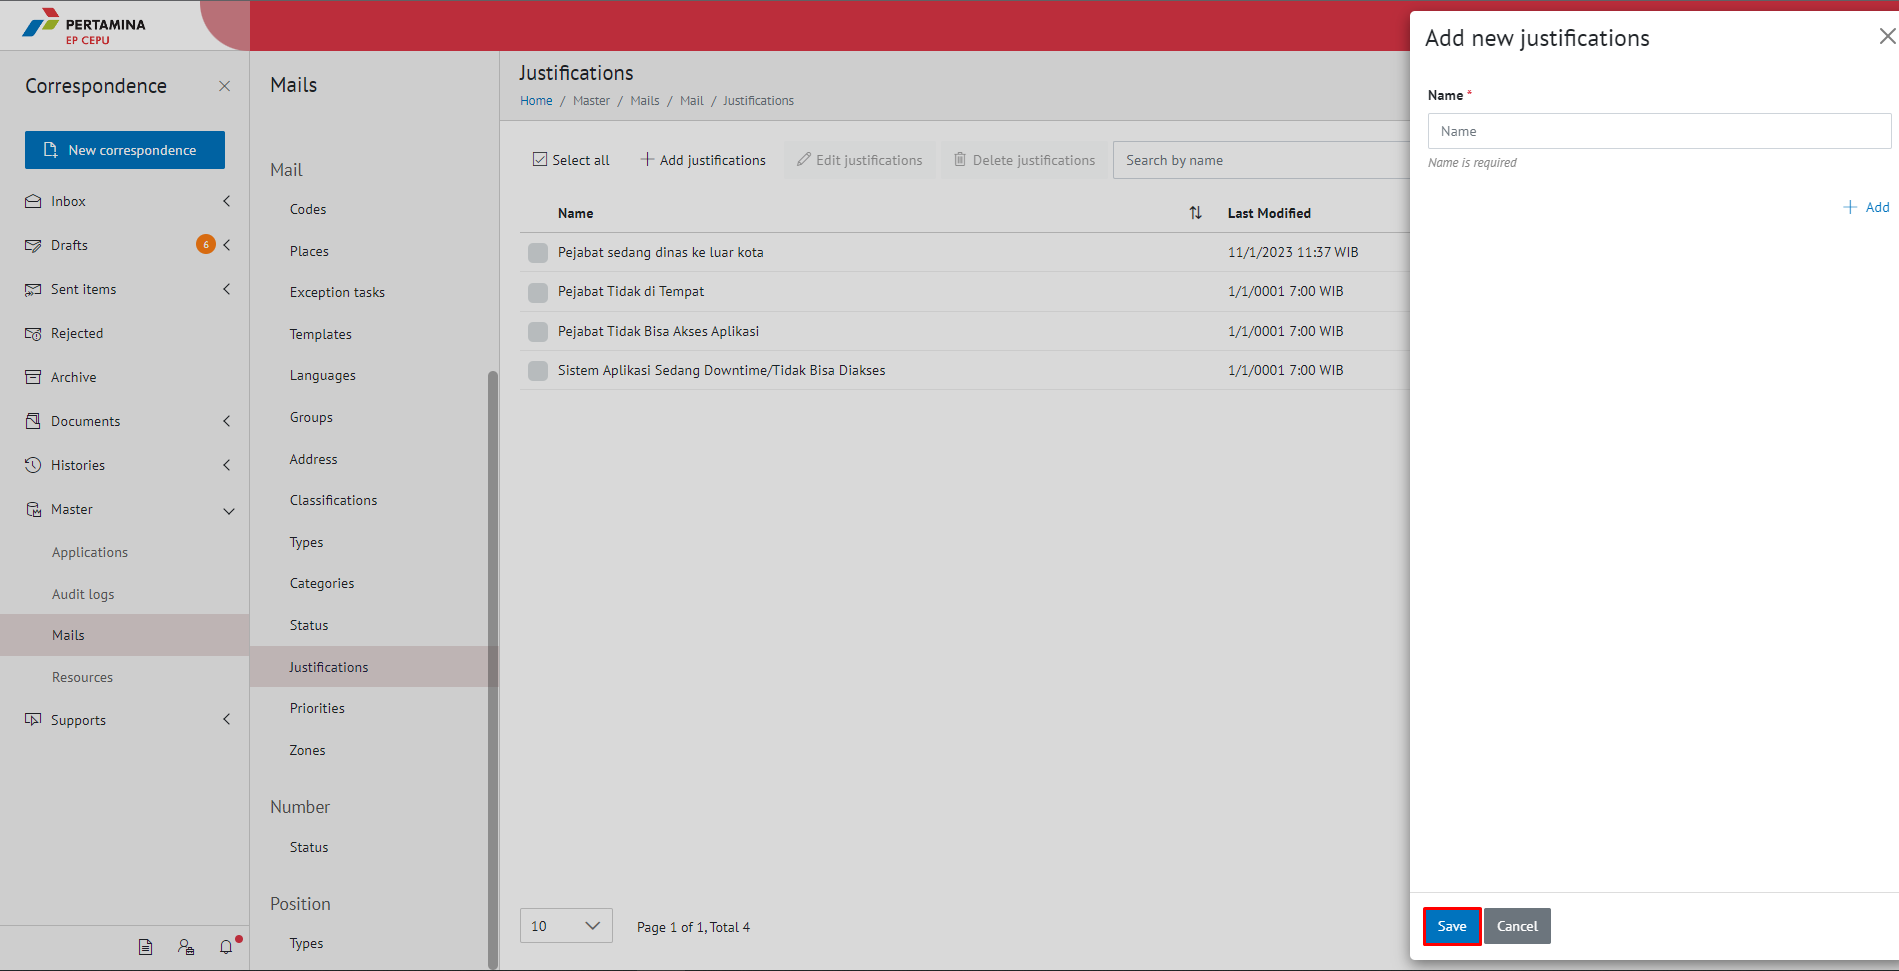 PERTAMINA
EP CEPU
Correspondence
New correspondence
Inbox
Drafts 6
Sent items
Rejected
Archive
Documents
Histories
Master
Applications
Audit logs
Mails
Resources
Supports
Mails
Mail
Codes
Places
Exception tasks
Templates
Languages
Groups
Address
Classifications
Types
Categories
Status
Justifications
Priorities
Zones
Number
Status
Position
Types
Justifications
Home / Master / Mails / Mail / Justifications
Select all Add justifications Edit justifications Delete justifications Search by name
Name Last Modified
Pejabat sedang dinas ke luar kota 11/1/2023 11:37 WIB
Pejabat Tidak di Tempat 1/1/0001 7:00 WIB
Pejabat Tidak Bisa Akses Aplikasi 1/1/0001 7:00 WIB
Sistem Aplikasi Sedang Downtime/Tidak Bisa Diakses 1/1/0001 7:00 WIB
10 Page 1 of 1, Total 4
Add new justifications
Name *
Name
Name is required
Add
Save Cancel